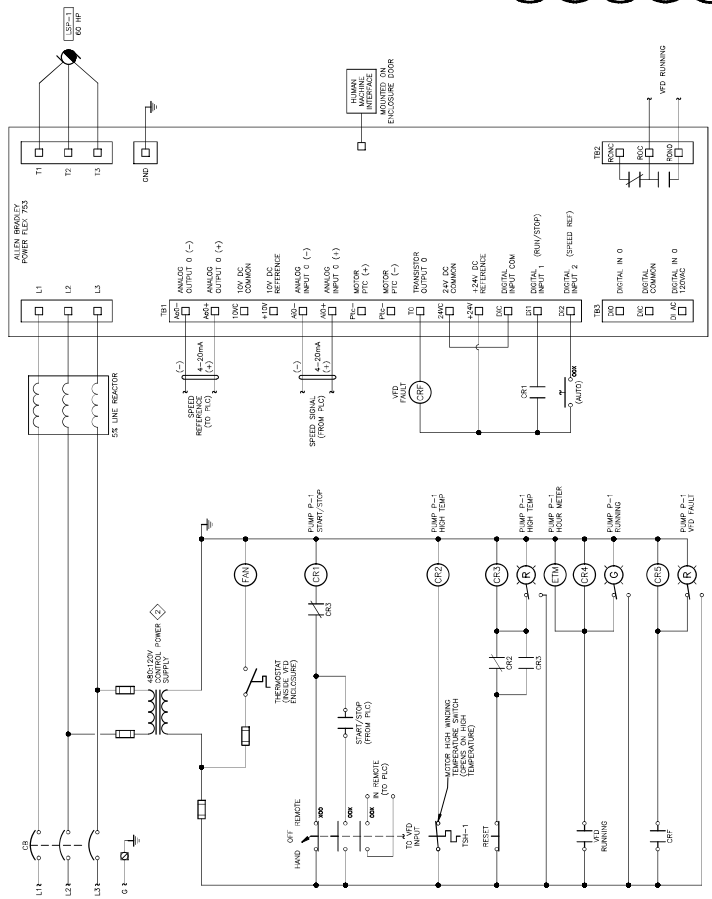 LSP-1
60 HP
HUMAN
MACHINE
INTERFACE
MOUNTED ON
ENCLOSURE DOOR
VFD RUNNING
ALLEN BRADLEY
POWER FLEX 753
T1
T2
T3
GND
TB2
RONC
ROC
ROND
L1
L2
L3
TB1
Ao0-
ANALOG
OUTPUT 0 (-)
Ao0+
ANALOG
OUTPUT 0 (+)
10VC
10V DC
COMMON
+10V
10V DC
REFERENCE
AI0-
ANALOG
INPUT 0 (-)
AI0+
ANALOG
INPUT 0 (+)
Ptc-
MOTOR
PTC (+)
Ptc-
MOTOR
PTC (-)
TO
TRANSISTOR
OUTPUT 0
24VC
24V DC
COMMON
+24V
+24V DC
REFERENCE
DIC
DIGITAL
INPUT COM
DI1
DIGITAL (RUN/STOP)
INPUT 1
DI2
DIGITAL (SPEED REF)
INPUT 2
TB3
DI0
DIGITAL IN 0
DIC
DIGITAL
COMMON
DI AC
DIGITAL IN 0
120VAC
5% LINE REACTOR
(-)
4-20mA
(+)
SPEED
REFERENCE
(TO PLC)
(-)
4-20mA
(+)
SPEED SIGNAL
(FROM PLC)
VFD
FAULT
CRF
CR1
(AUTO)
OOX
480:120V
CONTROL POWER
SUPPLY
2
FAN
THERMOSTAT
(INSIDE VFD
ENCLOSURE)
PUMP P-1
START/STOP
CR1
CR3
START/STOP
(FROM PLC)
HAND
OFF
REMOTE
XOO
OOX
OOX
IN REMOTE
(TO PLC)
TO VFD
INPUT
PUMP P-1
HIGH TEMP
CR2
MOTOR HIGH WINDING
TEMPERATURE SWITCH
(OPENS ON HIGH
TEMPERATURE)
TSH-1
CR3
PUMP P-1
HIGH TEMP
R
CR2
CR3
RESET
PUMP P-1
HOUR METER
ETM
CR4
PUMP P-1
RUNNING
G
VFD
RUNNING
CR5
PUMP P-1
VFD FAULT
R
CRF
CB
L1
L2
L3
G